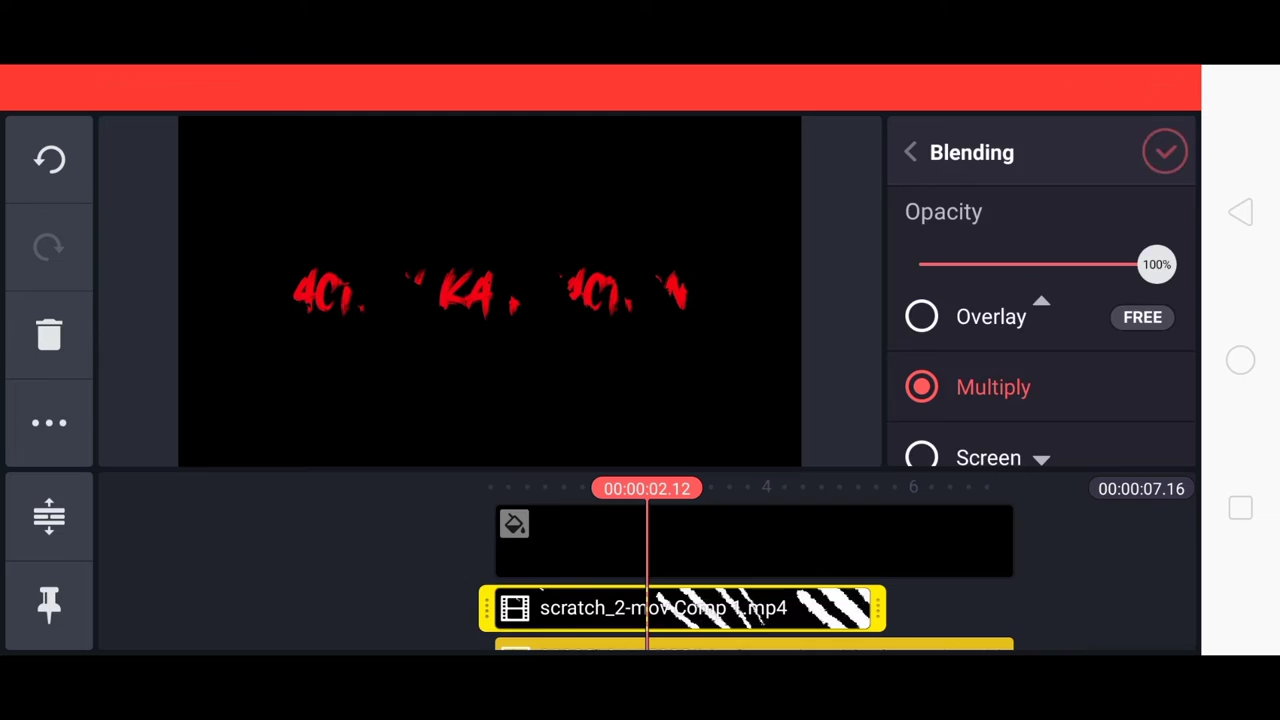 Blending
Opacity
100%
Overlay
FREE
Multiply
Screen
00:00:02.12
4
6
00:00:07.16
scratch_2-mov Comp 1.mp4